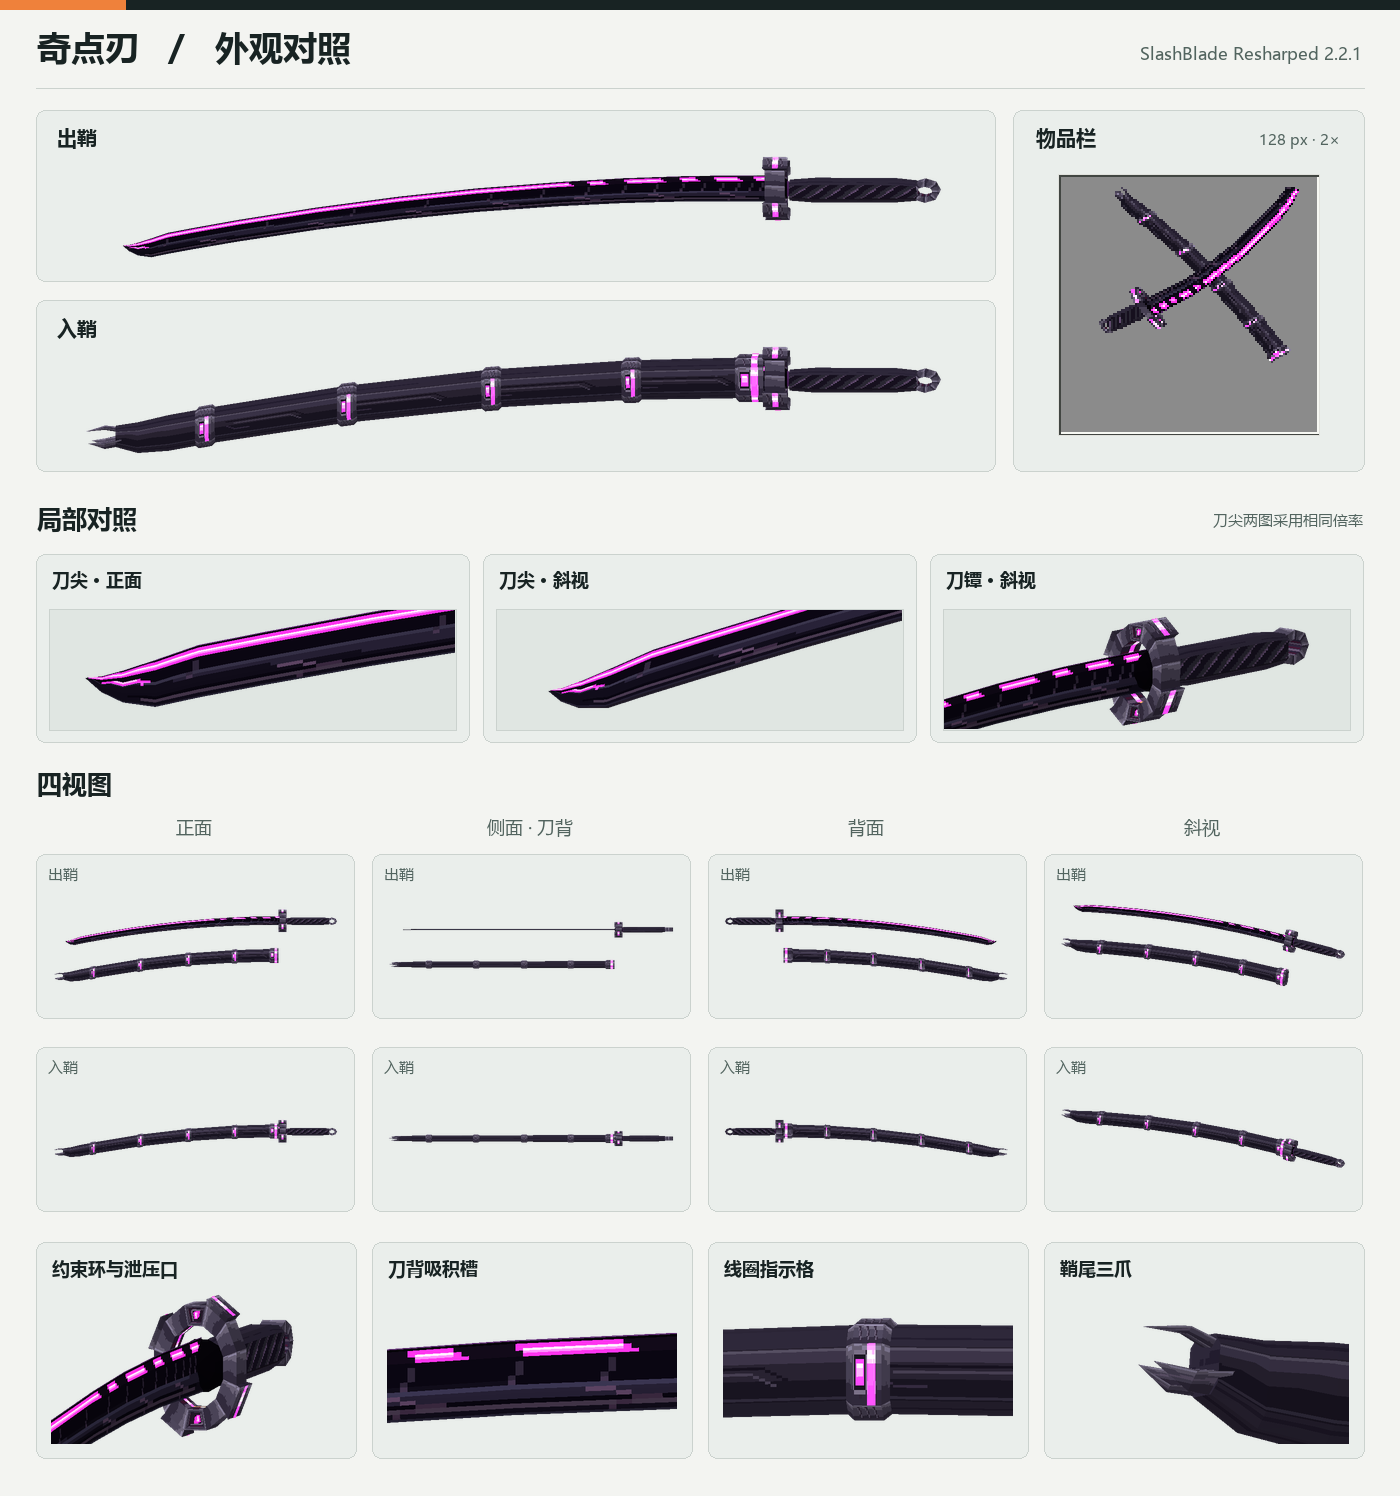 奇点刃 / 外观对照
SlashBlade Resharped 2.2.1
出鞘
物品栏
128 px · 2×
入鞘
局部对照
刀尖两图采用相同倍率
刀尖 · 正面
刀尖 · 斜视
刀镡 · 斜视
四视图
正面
侧面 · 刀背
背面
斜视
出鞘
出鞘
出鞘
出鞘
入鞘
入鞘
入鞘
入鞘
约束环与泄压口
刀背吸积槽
线圈指示格
鞘尾三爪